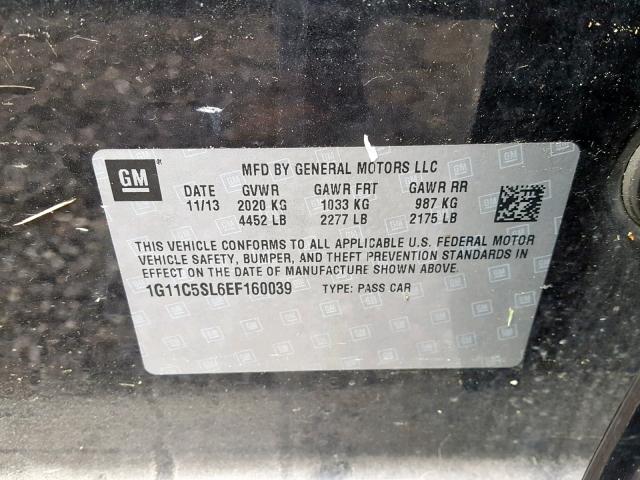 GM
MFD BY GENERAL MOTORS LLC
DATE GVWR GAWR FRT GAWR RR
11/13 2020 KG 1033 KG 987 KG
4452 LB 2277 LB 2175 LB
THIS VEHICLE CONFORMS TO ALL APPLICABLE U.S. FEDERAL MOTOR
VEHICLE SAFETY, BUMPER, AND THEFT PREVENTION STANDARDS IN
EFFECT ON THE DATE OF MANUFACTURE SHOWN ABOVE.
1G11C5SL6EF160039 TYPE: PASS CAR